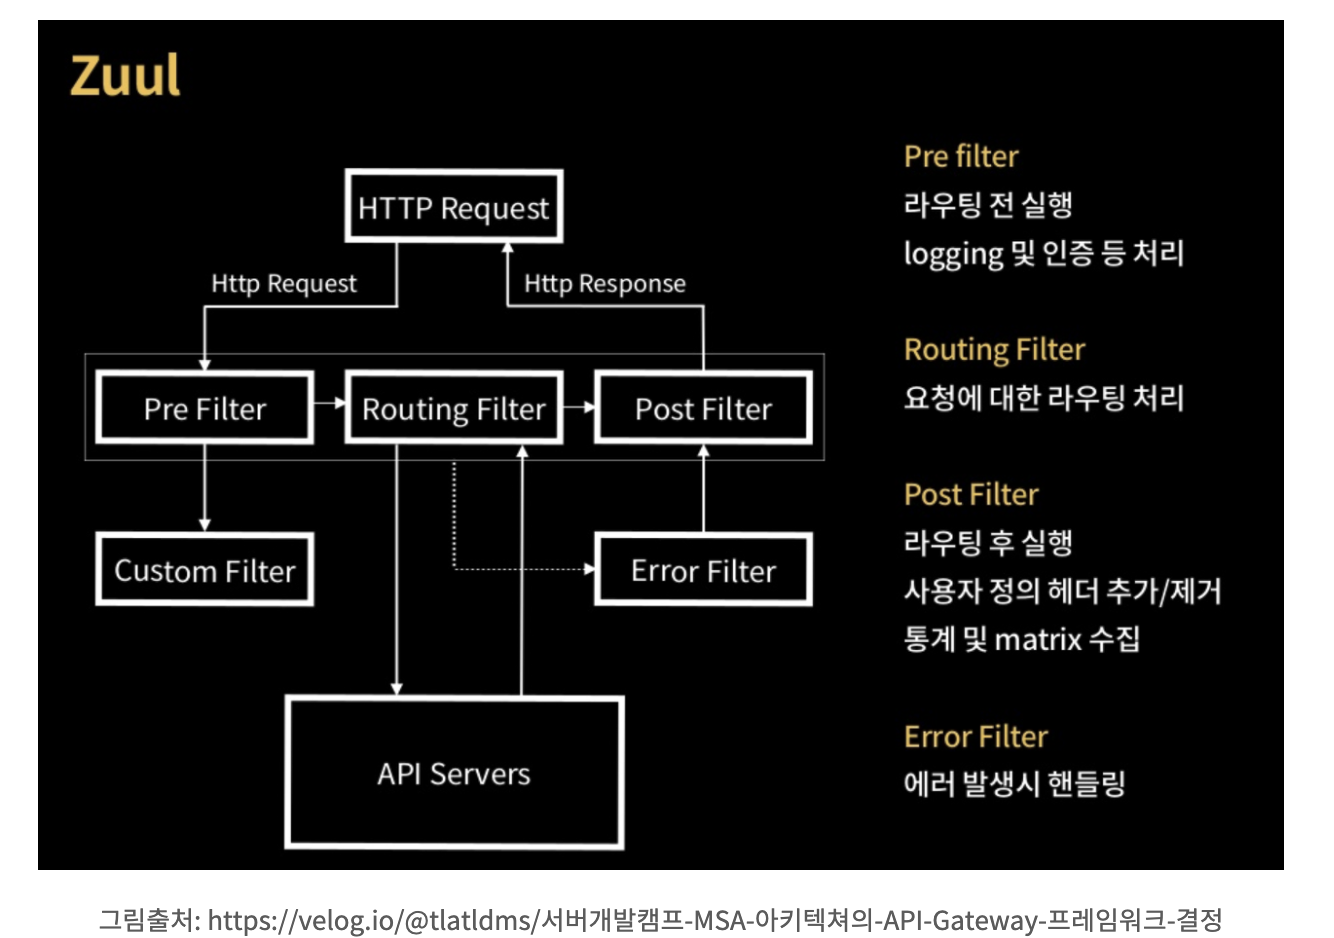 Zuul
HTTP Request
Http Request
Http Response
Pre Filter
Routing Filter
Post Filter
Custom Filter
Error Filter
API Servers
Pre filter
라우팅 전 실행
logging 및 인증 등 처리
Routing Filter
요청에 대한 라우팅 처리
Post Filter
라우팅 후 실행
사용자 정의 헤더 추가/제거
통계 및 matrix 수집
Error Filter
에러 발생시 핸들링
그림출처: https://velog.io/@tlatldms/서버개발캠프-MSA-아키텍쳐의-API-Gateway-프레임워크-결정